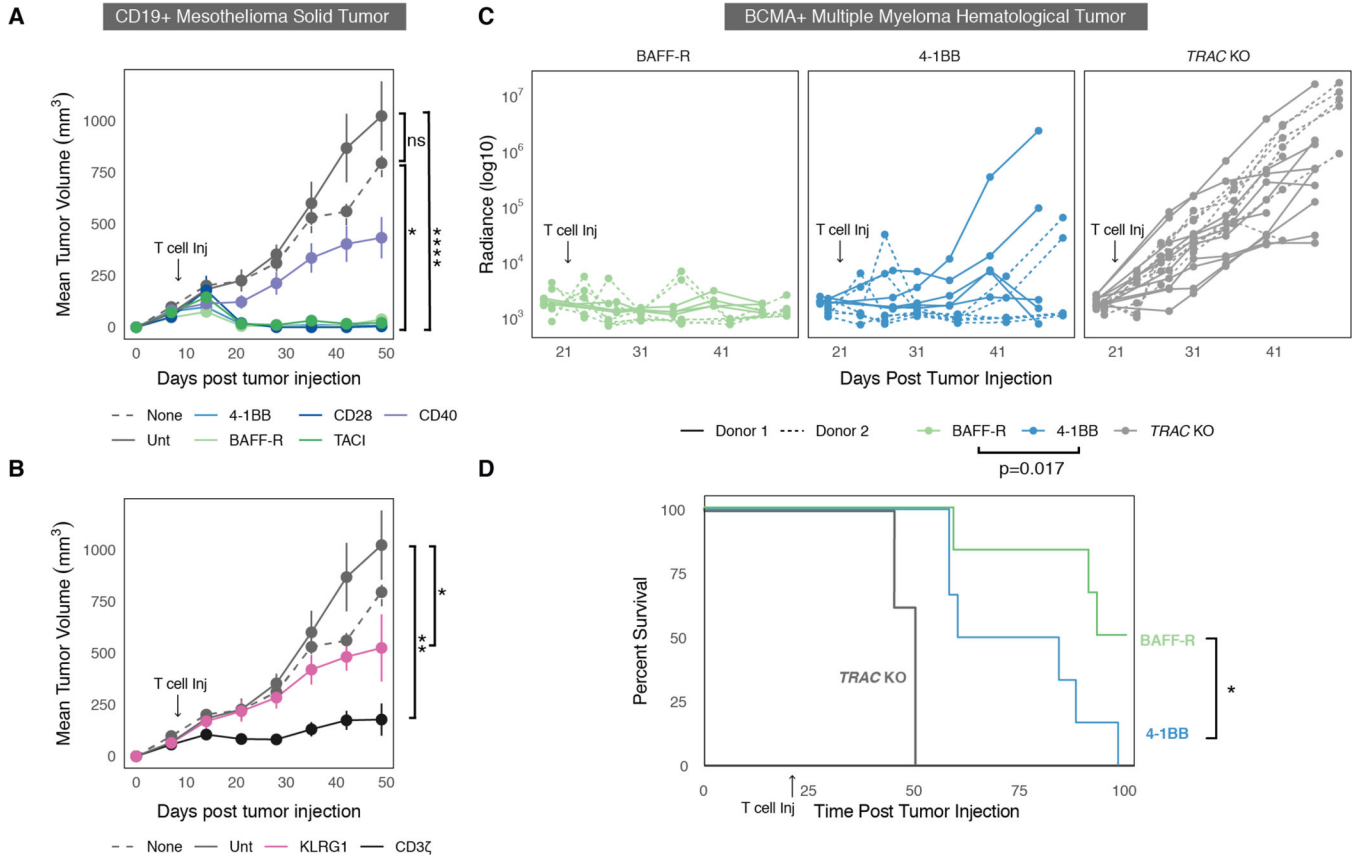 A
CD19+ Mesothelioma Solid Tumor
Mean Tumor Volume (mm³)
1000
750
500
250
0
T cell Inj
ns
*
****
0 10 20 30 40 50
Days post tumor injection
None 4-1BB CD28 CD40
Unt BAFF-R TACI
B
Mean Tumor Volume (mm³)
1000
750
500
250
0
T cell Inj
*
**
0 10 20 30 40 50
Days post tumor injection
None Unt KLRG1 CD3ζ
C
BCMA+ Multiple Myeloma Hematological Tumor
BAFF-R 4-1BB TRAC KO
Radiance (log10)
10⁷
10⁶
10⁵
10⁴
10³
T cell Inj T cell Inj T cell Inj
21 31 41 21 31 41 21 31 41
Days Post Tumor Injection
Donor 1 Donor 2 BAFF-R 4-1BB TRAC KO
p=0.017
D
Percent Survival
100
75
50
25
0
TRAC KO
BAFF-R
*
4-1BB
0 25 50 75 100
T cell Inj
Time Post Tumor Injection